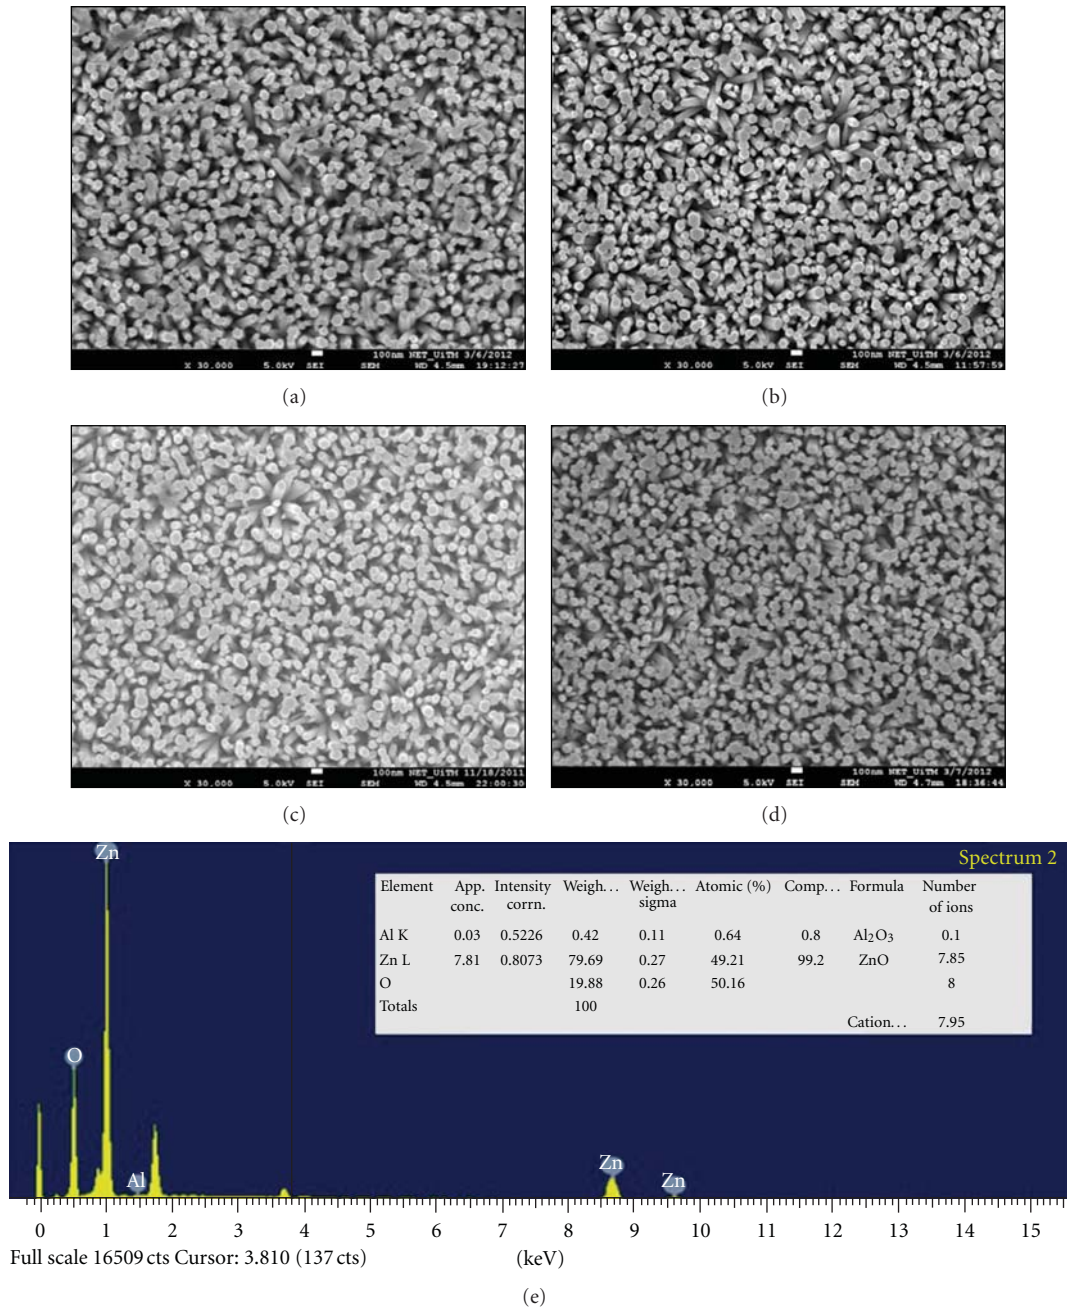 100nm NET_UiTM 3/6/2012
X 30,000 5.0kV SEI SEM WD 4.5mm 19:12:27
(a)
100nm NET_UiTM 3/6/2012
X 30,000 5.0kV SEI SEM WD 4.5mm 11:57:59
(b)
100nm NET_UiTM 11/18/2011
X 30,000 5.0kV SEI SEM WD 4.5mm 22:00:30
(c)
100nm NET_UiTM 3/7/2012
X 30,000 5.0kV SEI SEM WD 4.7mm 18:36:44
(d)
Spectrum 2
Element App. conc. Intensity corrn. Weigh... Weigh... sigma Atomic (%) Comp... Formula Number of ions
Al K 0.03 0.5226 0.42 0.11 0.64 0.8 Al₂O₃ 0.1
Zn L 7.81 0.8073 79.69 0.27 49.21 99.2 ZnO 7.85
O 19.88 0.26 50.16 8
Totals 100
Cation... 7.95
Zn
O
Al
Zn
Zn
0 1 2 3 4 5 6 7 8 9 10 11 12 13 14 15
Full scale 16509 cts Cursor: 3.810 (137 cts) (keV)
(e)